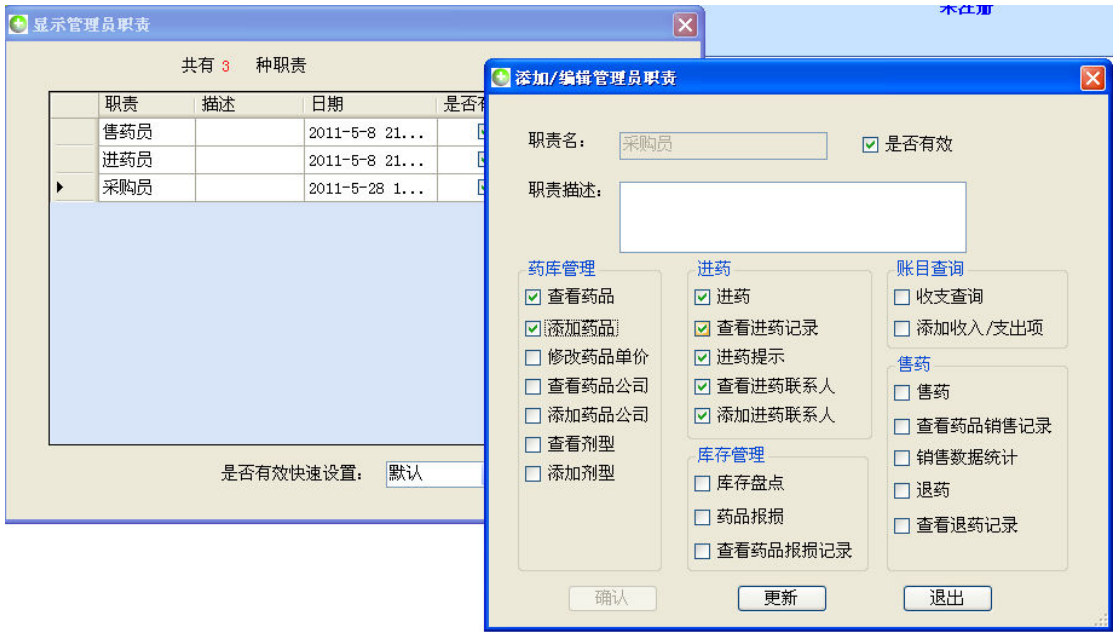 未注册
显示管理员职责
共有 3 种职责
职责 描述 日期 是否有
售药员 2011-5-8 21...
进药员 2011-5-8 21...
采购员 2011-5-28 1...
是否有效快速设置： 默认
添加/编辑管理员职责
职责名： 采购员 是否有效
职责描述：
药库管理
查看药品
添加药品
修改药品单价
查看药品公司
添加药品公司
查看剂型
添加剂型
进药
进药
查看进药记录
进药提示
查看进药联系人
添加进药联系人
库存管理
库存盘点
药品报损
查看药品报损记录
账目查询
收支查询
添加收入/支出项
售药
售药
查看药品销售记录
销售数据统计
退药
查看退药记录
确认 更新 退出